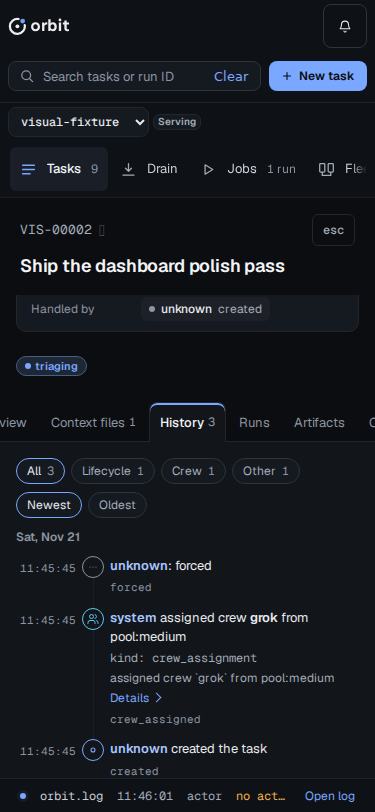 orbit
Search tasks or run ID Clear
+ New task
visual-fixture Serving
Tasks 9 Drain Jobs 1 run Flee
VIS-00002 esc
Ship the dashboard polish pass
Handled by unknown created
triaging
view Context files 1 History 3 Runs Artifacts
All 3 Lifecycle 1 Crew 1 Other 1
Newest Oldest
Sat, Nov 21
11:45:45 unknown: forced
forced
11:45:45 system assigned crew grok from
pool:medium
kind: crew_assignment
assigned crew `grok` from pool:medium
Details
crew_assigned
11:45:45 unknown created the task
created
orbit.log 11:46:01 actor no act… Open log